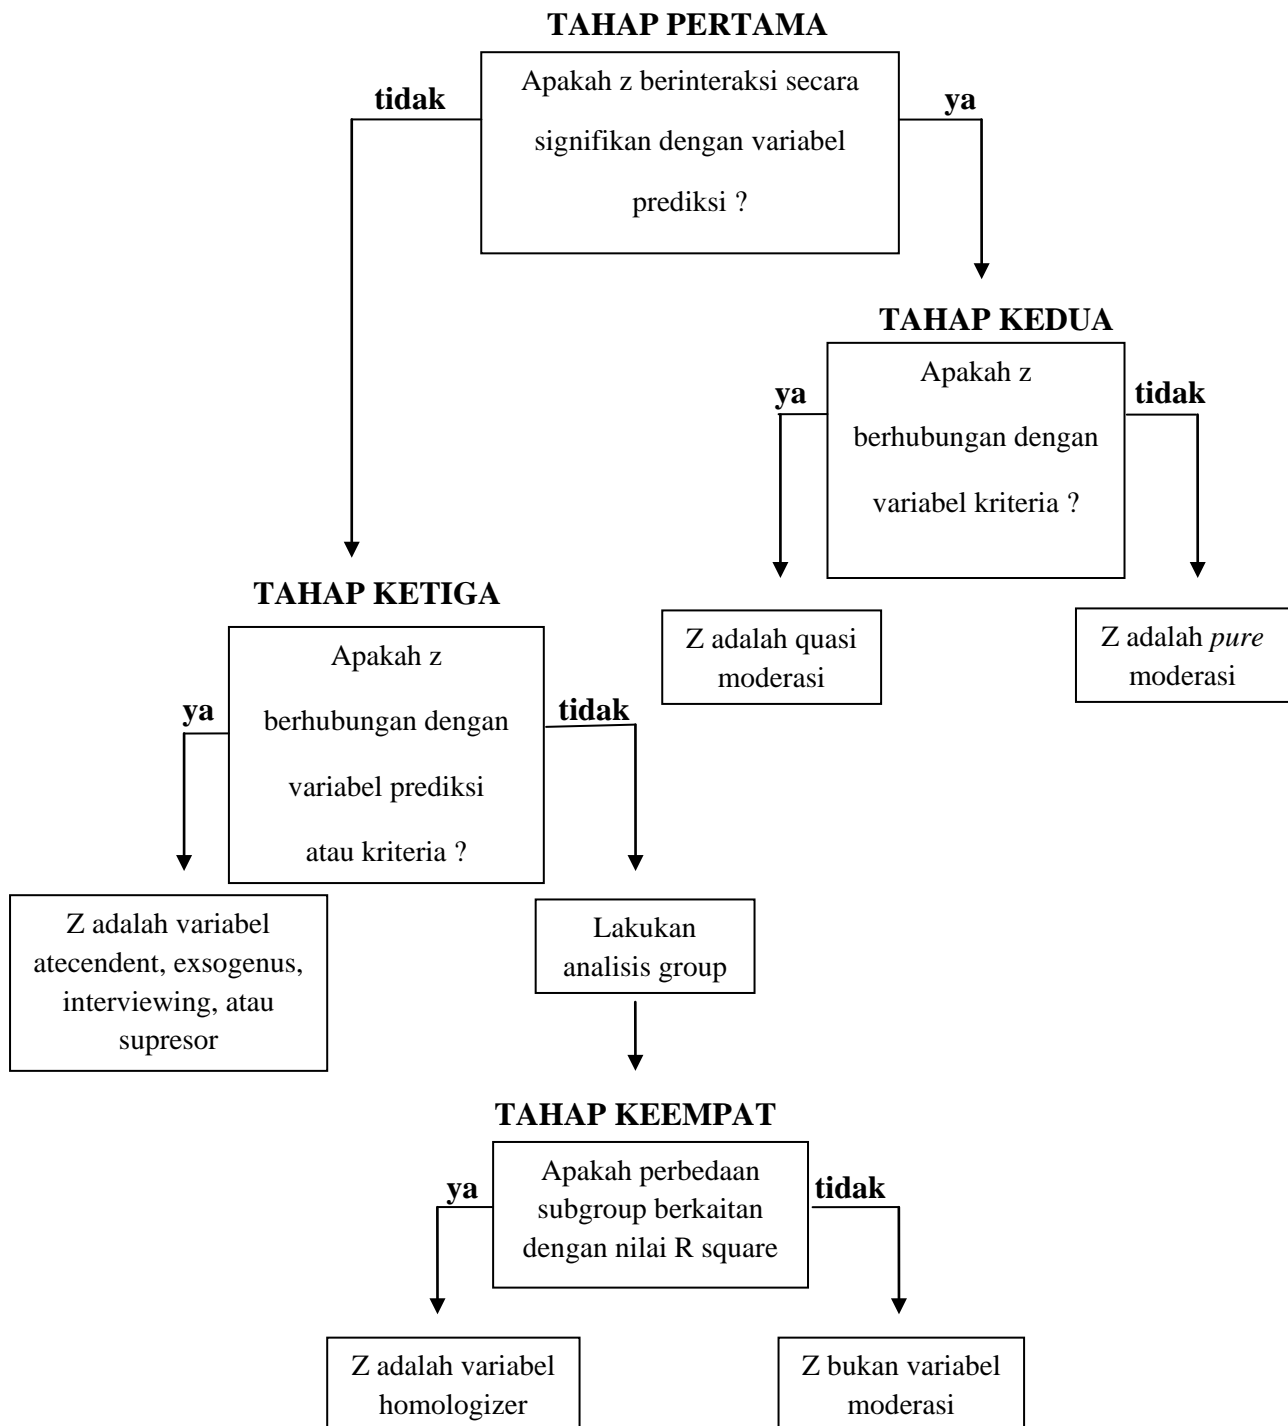 TAHAP PERTAMA
tidak
Apakah z berinteraksi secara
signifikan dengan variabel
prediksi ?
ya
TAHAP KEDUA
ya
Apakah z
berhubungan dengan
variabel kriteria ?
tidak
Z adalah quasi
moderasi
Z adalah pure
moderasi
TAHAP KETIGA
ya
Apakah z
berhubungan dengan
variabel prediksi
atau kriteria ?
tidak
Z adalah variabel
atecendent, exsogenus,
interviewing, atau
supresor
Lakukan
analisis group
TAHAP KEEMPAT
ya
Apakah perbedaan
subgroup berkaitan
dengan nilai R square
tidak
Z adalah variabel
homologizer
Z bukan variabel
moderasi